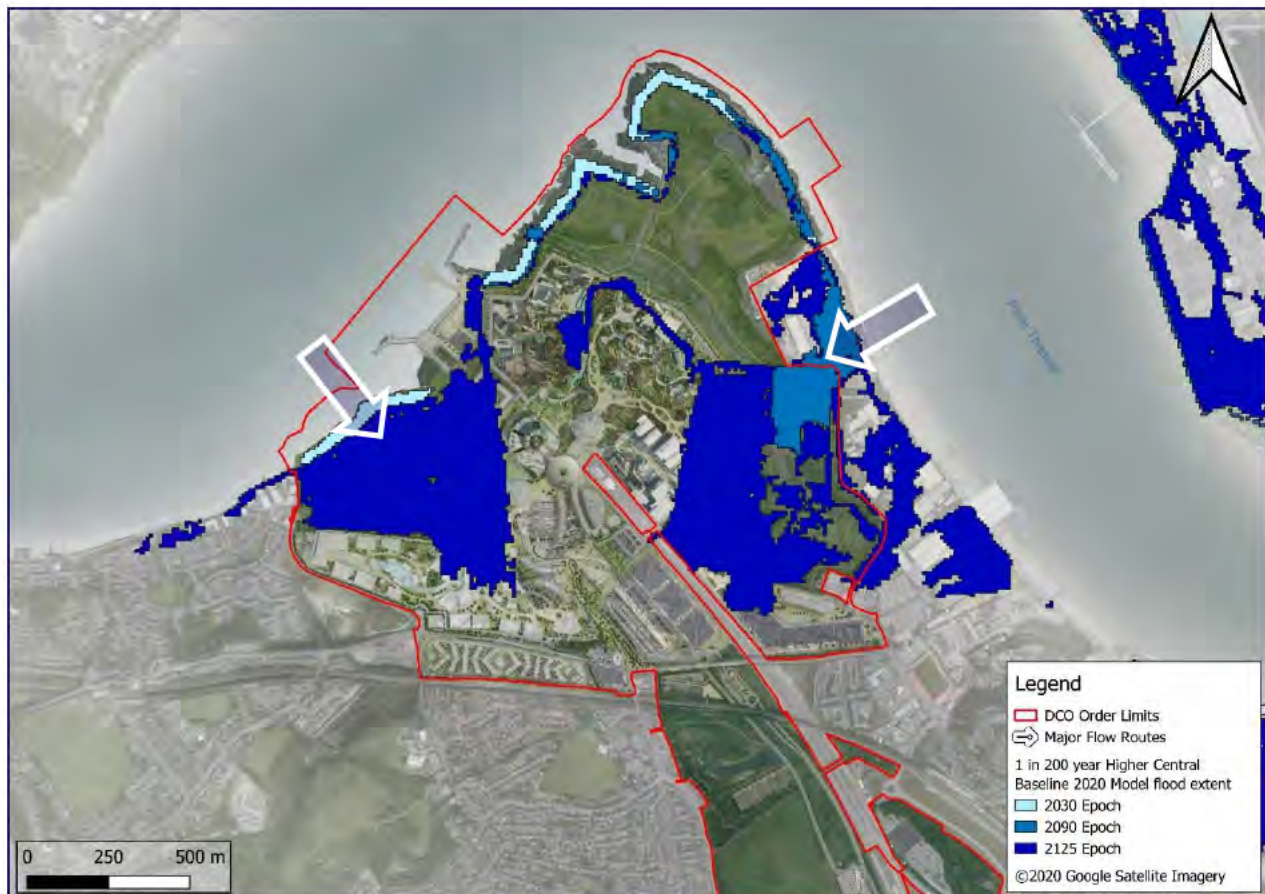 River Thames
Legend
DCO Order Limits
Major Flow Routes
1 in 200 year Higher Central
Baseline 2020 Model flood extent
2030 Epoch
2090 Epoch
2125 Epoch
©2020 Google Satellite Imagery
0 250 500 m